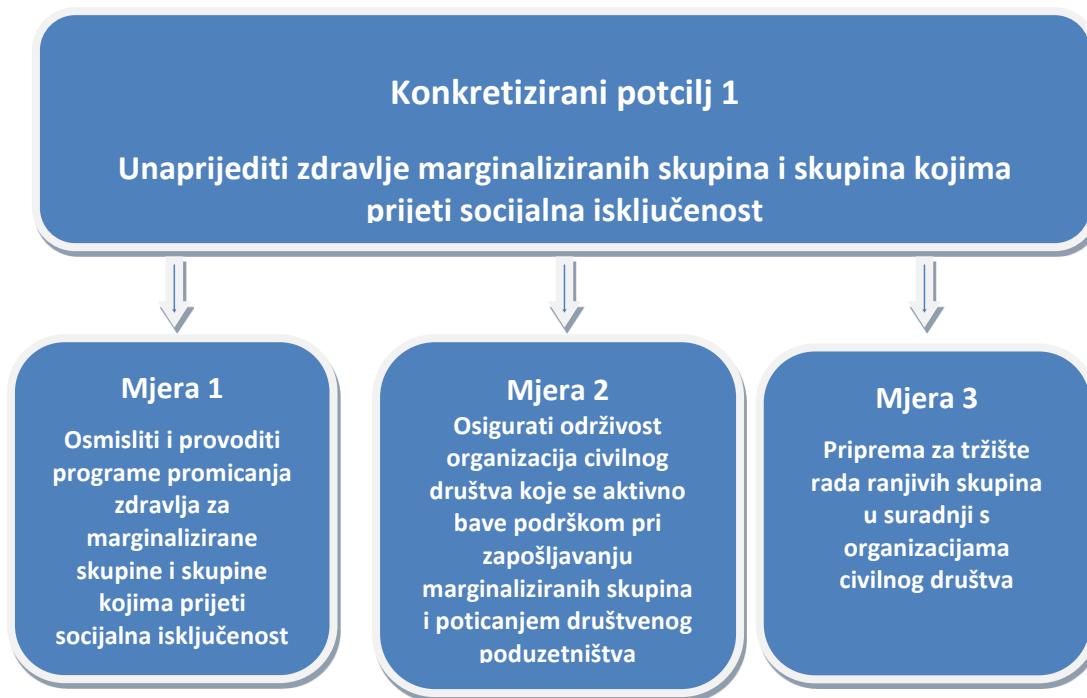 Konkretizirani potcilj 1
Unaprijediti zdravlje marginaliziranih skupina i skupina kojima
prijeti socijalna isključenost
Mjera 1
Osmisliti i provoditi
programe promicanja
zdravlja za
marginalizirane
skupine i skupine
kojima prijeti
socijalna isključenost
Mjera 2
Osigurati održivost
organizacija civilnog
društva koje se aktivno
bave podrškom pri
zapošljavanju
marginaliziranih skupina
i poticanjem društvenog
poduzetništva
Mjera 3
Priprema za tržište
rada ranjivih skupina
u suradnji s
organizacijama
civilnog društva